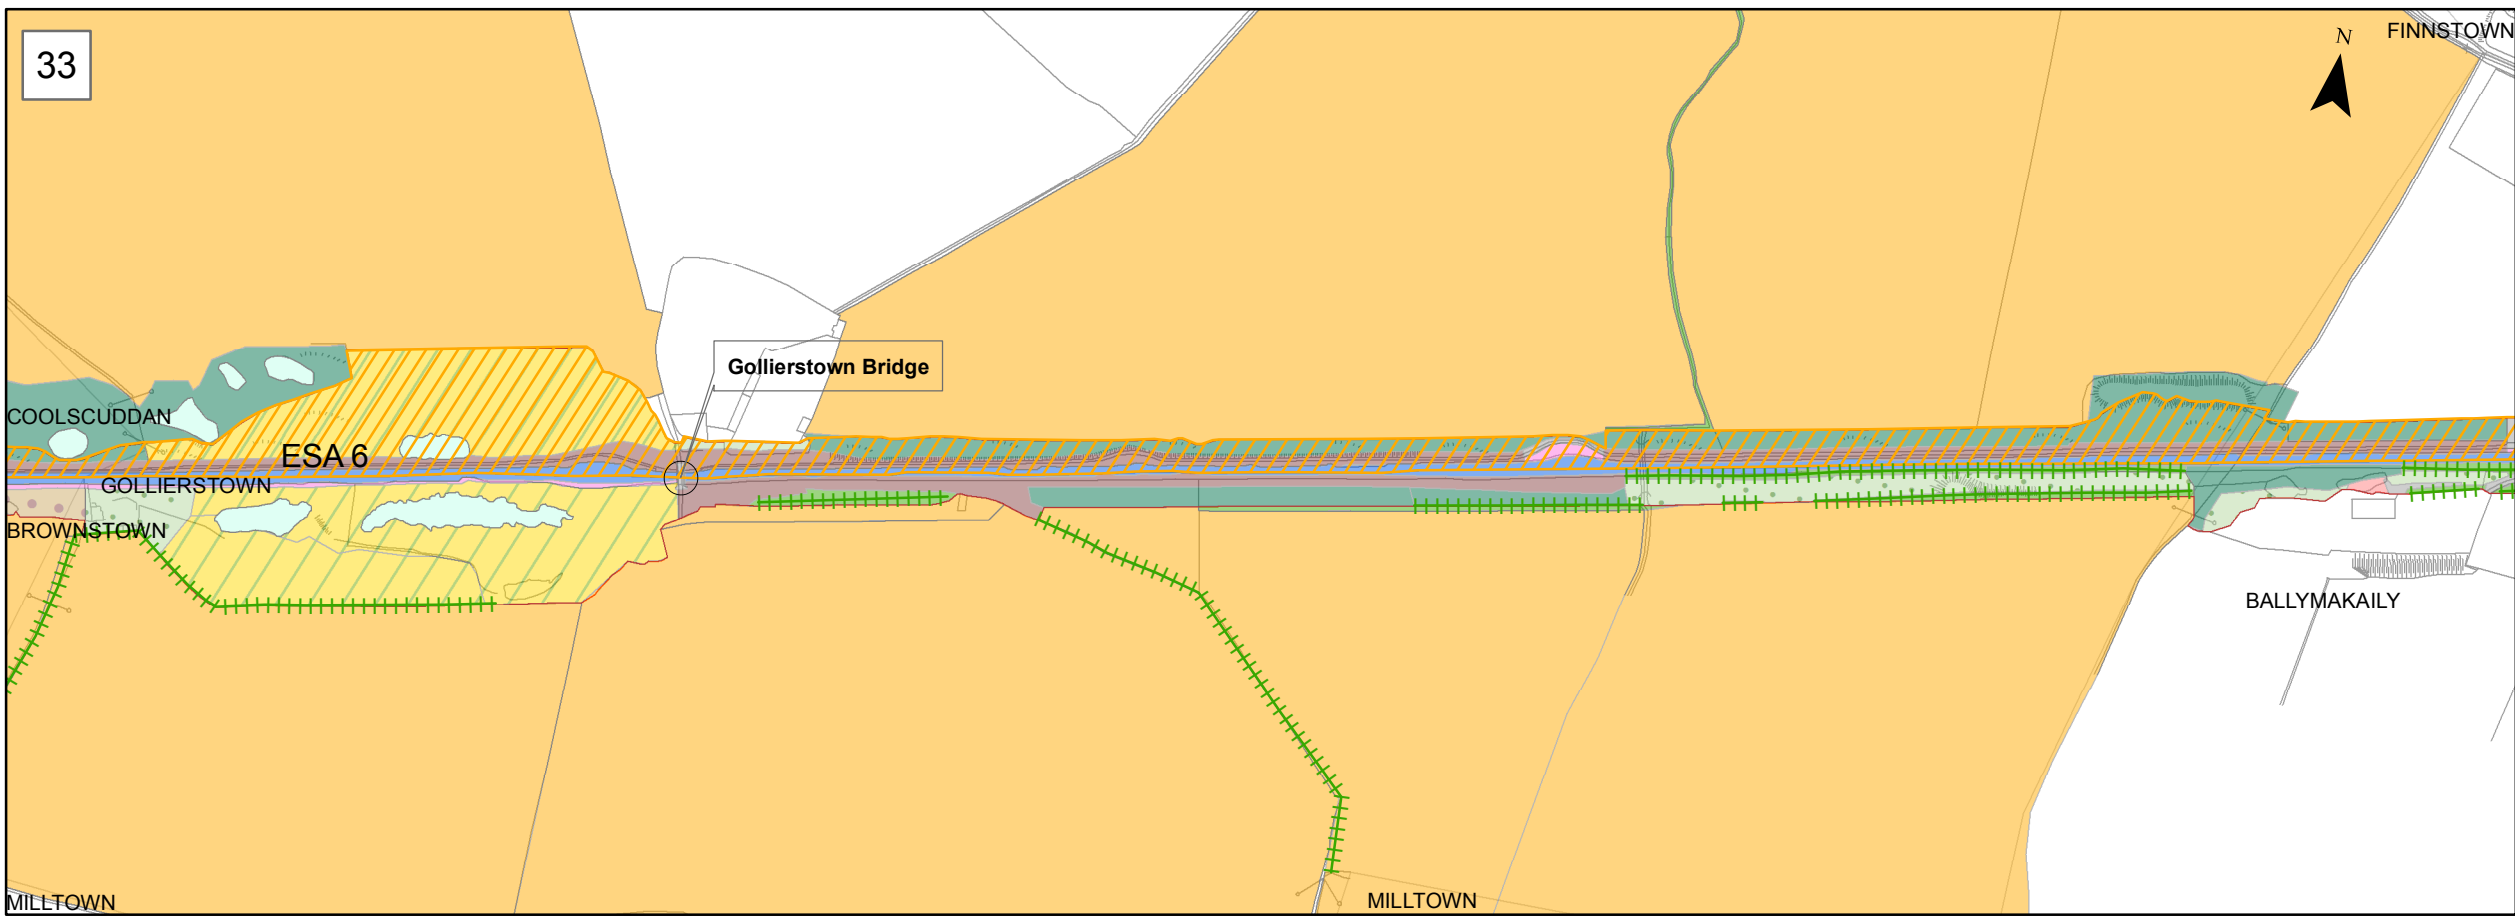 33
N
FINNSTOWN
Gollierstown Bridge
COOLSCUDDAN
ESA 6
GOLLIERSTOWN
BROWNSTOWN
BALLYMAKAILY
MILLTOWN
MILLTOWN